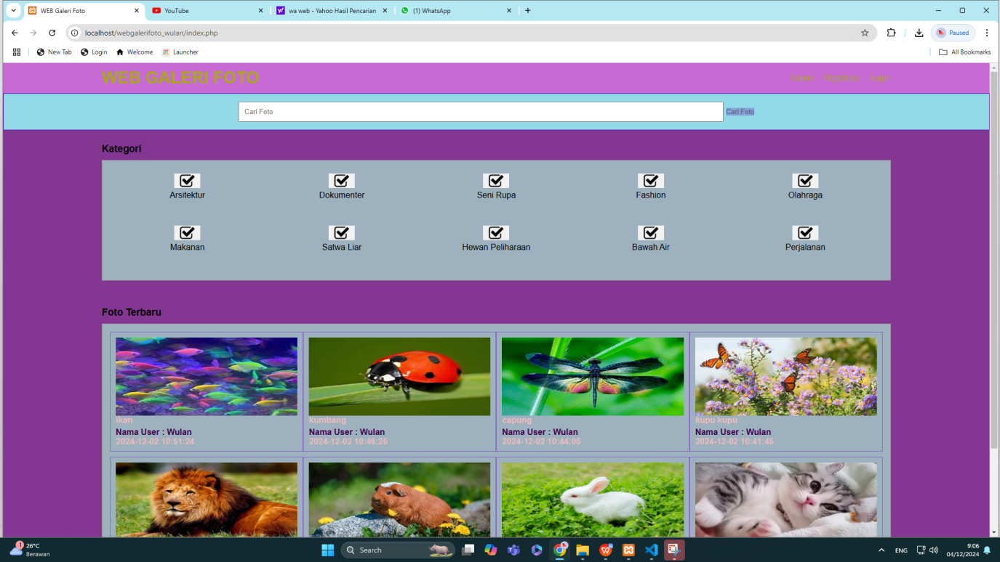 WEB Galeri Foto
YouTube
wa web - Yahoo Hasil Pencarian
(1) WhatsApp
localhost/webgalerifoto_wulan/index.php
Paused
New Tab
Login
Welcome
Launcher
All Bookmarks
WEB GALERI FOTO
Galeri Registrasi Login
Cari Foto Cari Foto
Kategori
Arsitektur Dokumenter Seni Rupa Fashion Olahraga
Makanan Satwa Liar Hewan Peliharaan Bawah Air Perjalanan
Foto Terbaru
ikan kumbang capung kupu kupu
Nama User : Wulan Nama User : Wulan Nama User : Wulan Nama User : Wulan
2024-12-02 10:51:24 2024-12-02 10:46:25 2024-12-02 10:44:05 2024-12-02 10:41:45
1
26°C
Berawan
Search
ENG
9:06
04/12/2024